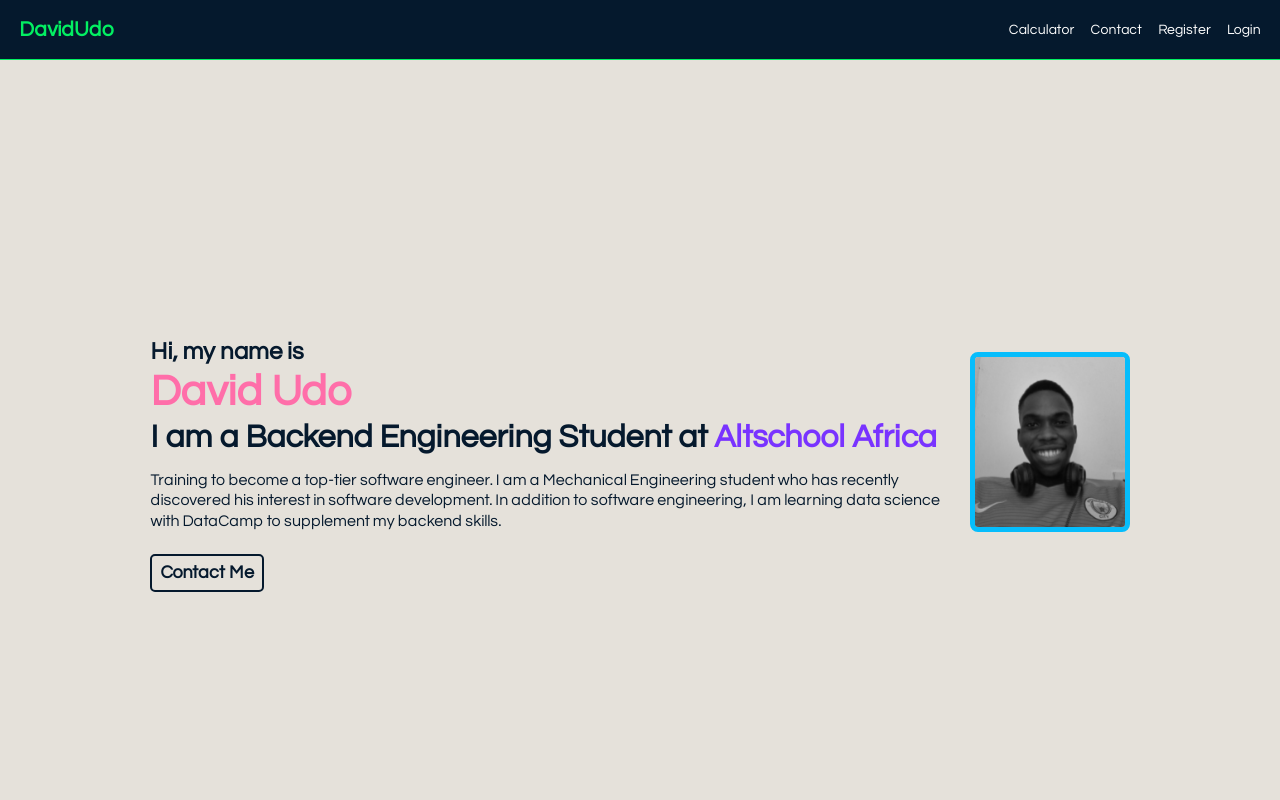 DavidUdo
Calculator Contact Register Login
Hi, my name is
David Udo
I am a Backend Engineering Student at Altschool Africa
Training to become a top-tier software engineer. I am a Mechanical Engineering student who has recently
discovered his interest in software development. In addition to software engineering, I am learning data science
with DataCamp to supplement my backend skills.
Contact Me